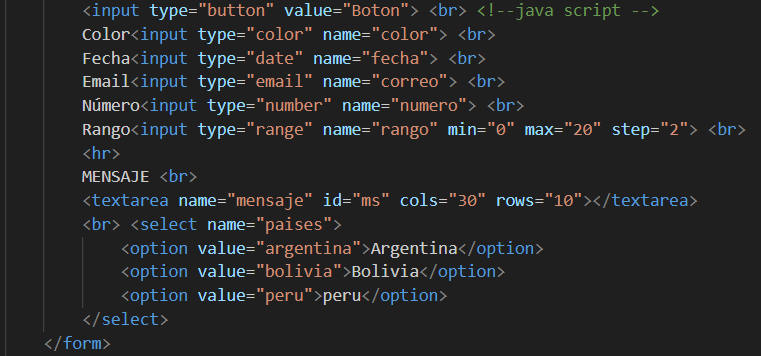 <input type="button" value="Boton"> <br> <!--java script -->
Color<input type="color" name="color"> <br>
Fecha<input type="date" name="fecha"> <br>
Email<input type="email" name="correo"> <br>
Número<input type="number" name="numero"> <br>
Rango<input type="range" name="rango" min="0" max="20" step="2"> <br>
<hr>
MENSAJE <br>
<textarea name="mensaje" id="ms" cols="30" rows="10"></textarea>
<br> <select name="paises">
<option value="argentina">Argentina</option>
<option value="bolivia">Bolivia</option>
<option value="peru">peru</option>
</select>
</form>